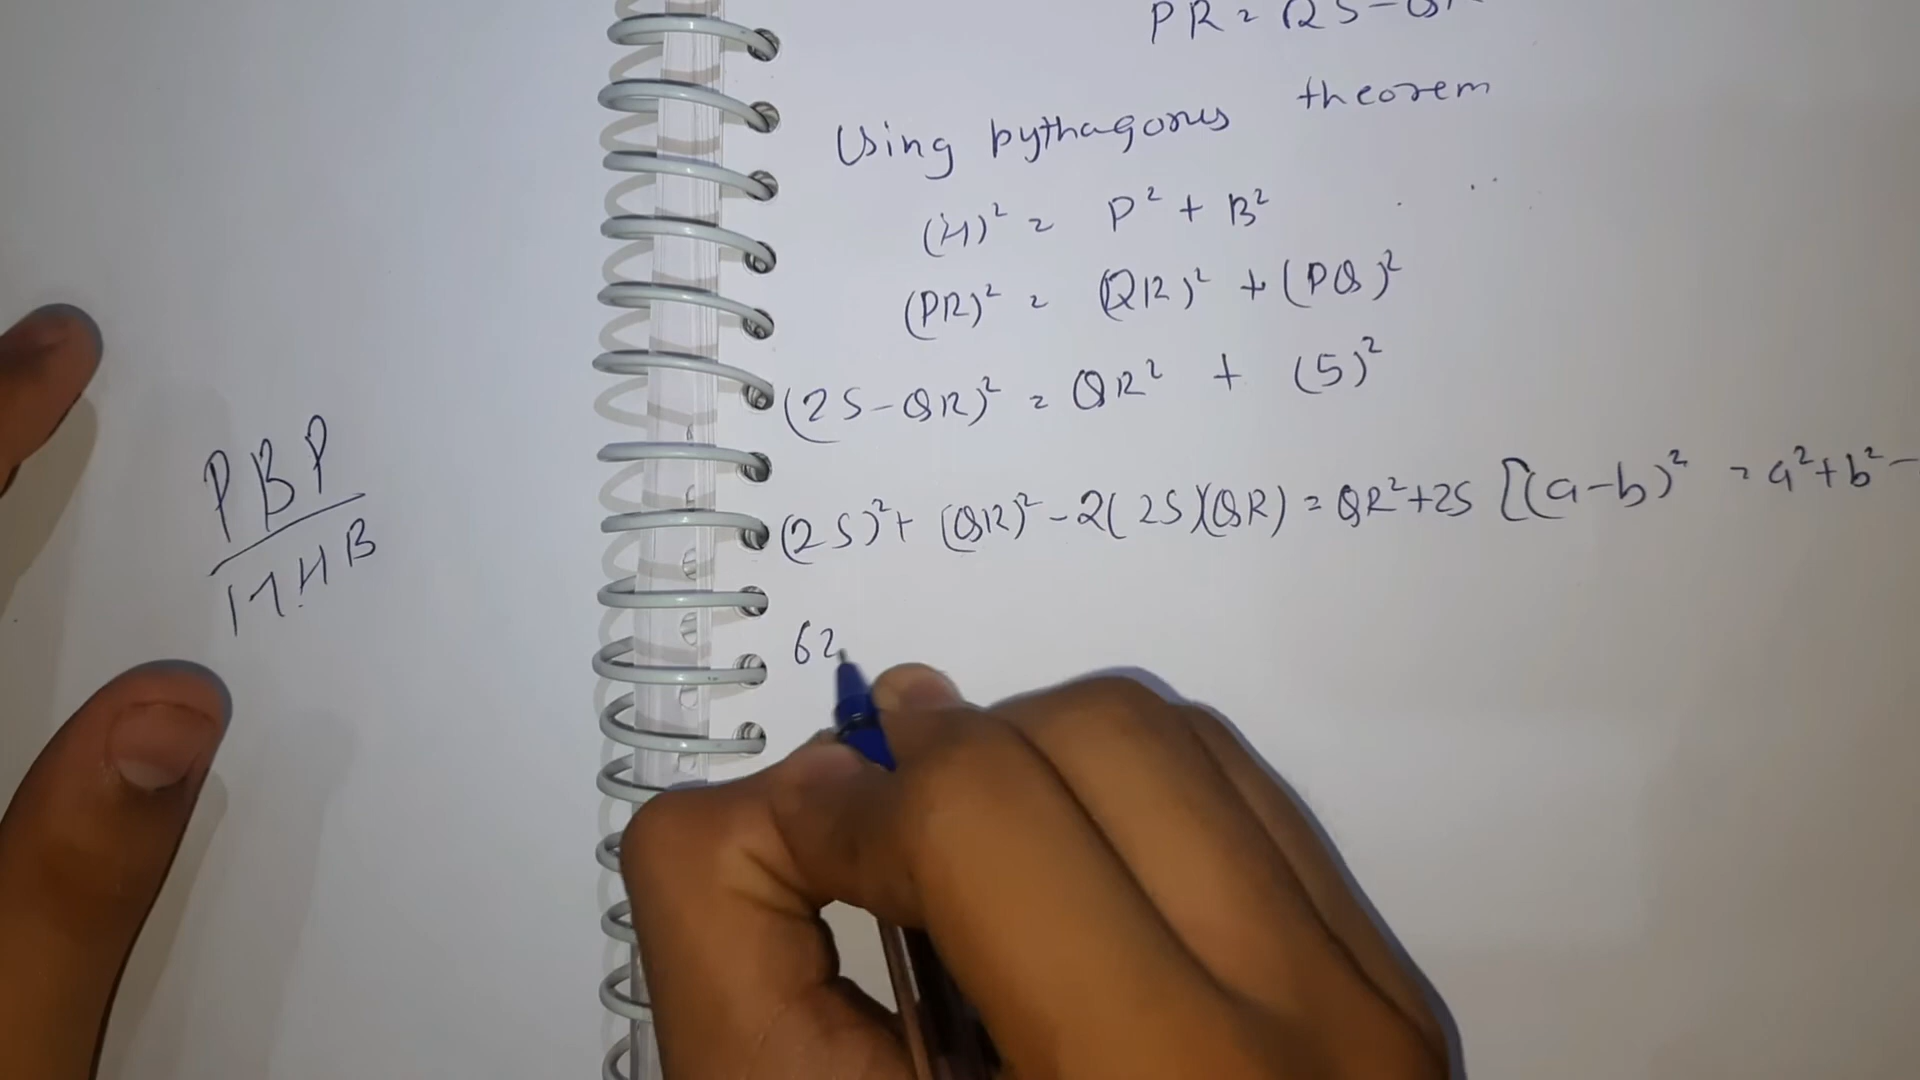 PBP
HHB
PR = 25-QR
Using pythagorus theorem
(H)² = P² + B²
(PR)² = (QR)² + (PQ)²
(25-QR)² = QR² + (5)²
(25)² + (QR)² - 2(25)(QR) = QR² + 25 [(a-b)² = a² + b² -
62